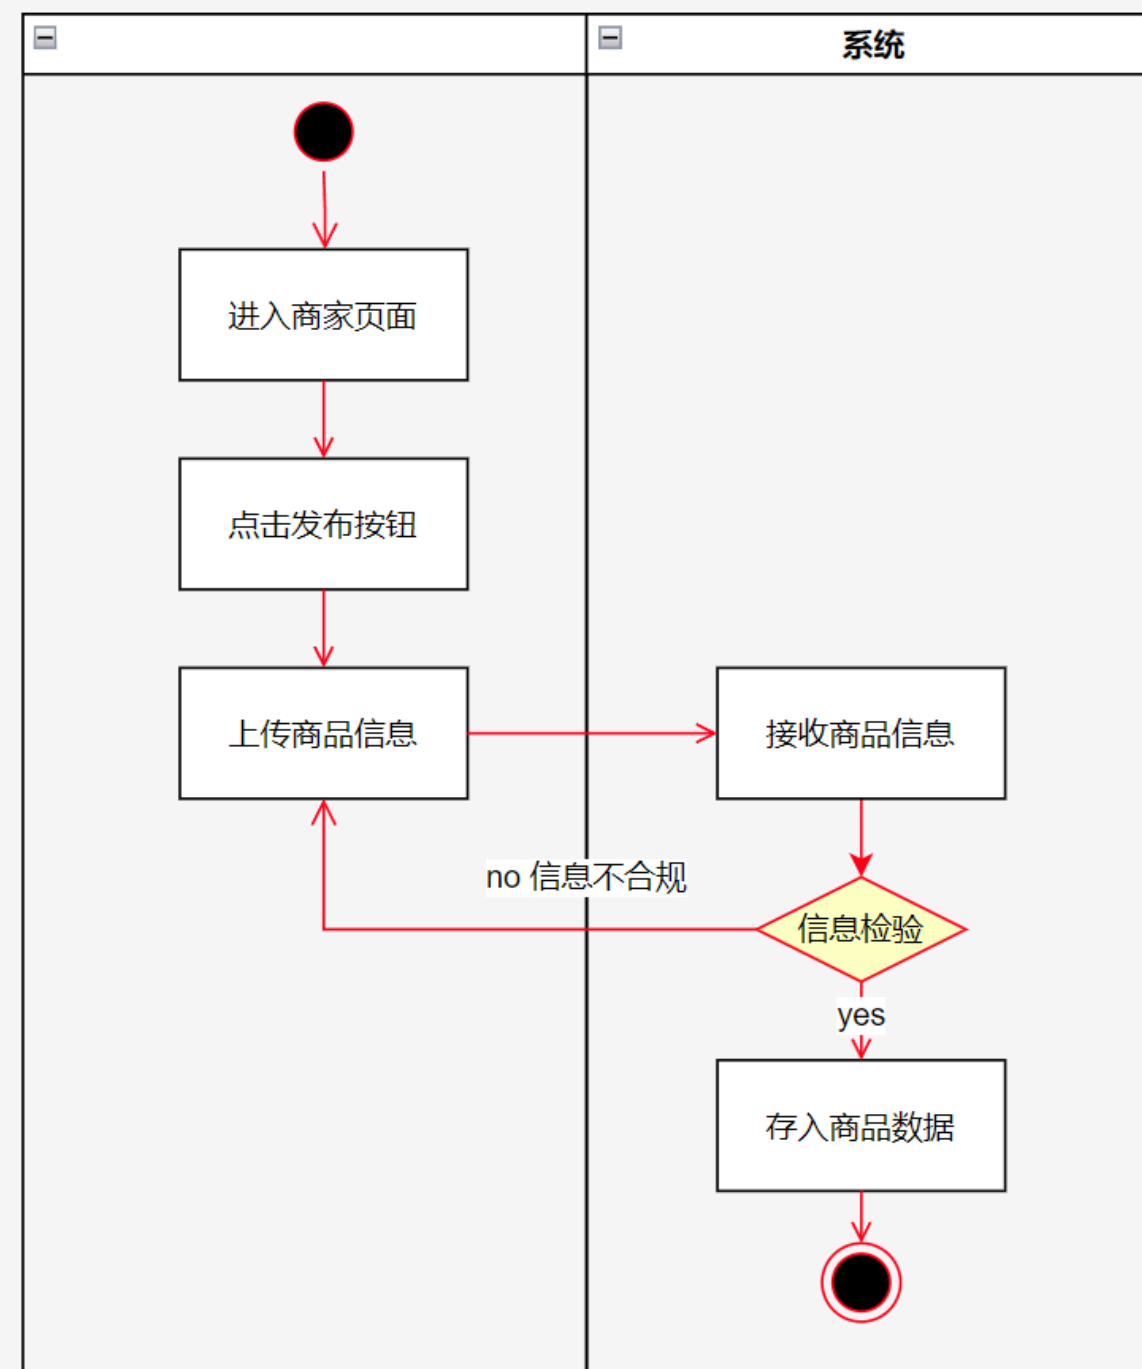 系统
进入商家页面
点击发布按钮
上传商品信息
接收商品信息
no 信息不合规
信息检验
yes
存入商品数据